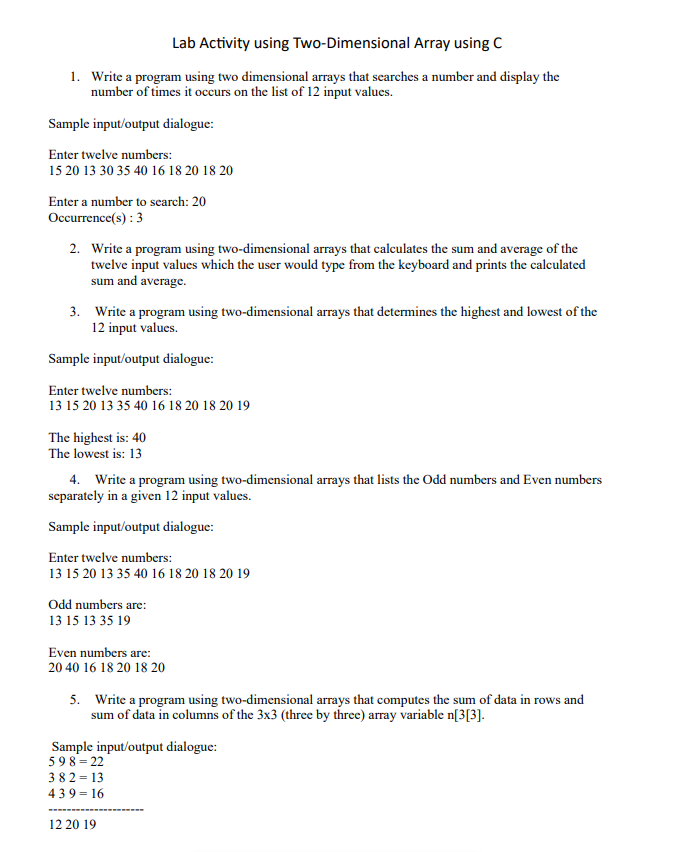 Lab Activity using Two-Dimensional Array using C
1. Write a program using two dimensional arrays that searches a number and display the
number of times it occurs on the list of 12 input values.
Sample input/output dialogue:
Enter twelve numbers:
15 20 13 30 35 40 16 18 20 18 20
Enter a number to search: 20
Occurrence(s) : 3
2. Write a program using two-dimensional arrays that calculates the sum and average of the
twelve input values which the user would type from the keyboard and prints the calculated
sum and average.
3. Write a program using two-dimensional arrays that determines the highest and lowest of the
12 input values.
Sample input/output dialogue:
Enter twelve numbers:
13 15 20 13 35 40 16 18 20 18 20 19
The highest is: 40
The lowest is: 13
4. Write a program using two-dimensional arrays that lists the Odd numbers and Even numbers
separately in a given 12 input values.
Sample input/output dialogue:
Enter twelve numbers:
13 15 20 13 35 40 16 18 20 18 20 19
Odd numbers are:
13 15 13 35 19
Even numbers are:
20 40 16 18 20 18 20
5. Write a program using two-dimensional arrays that computes the sum of data in rows and
sum of data in columns of the 3x3 (three by three) array variable n[3[3].
Sample input/output dialogue:
5 9 8 = 22
3 8 2 = 13
4 3 9 = 16
---------------------
12 20 19